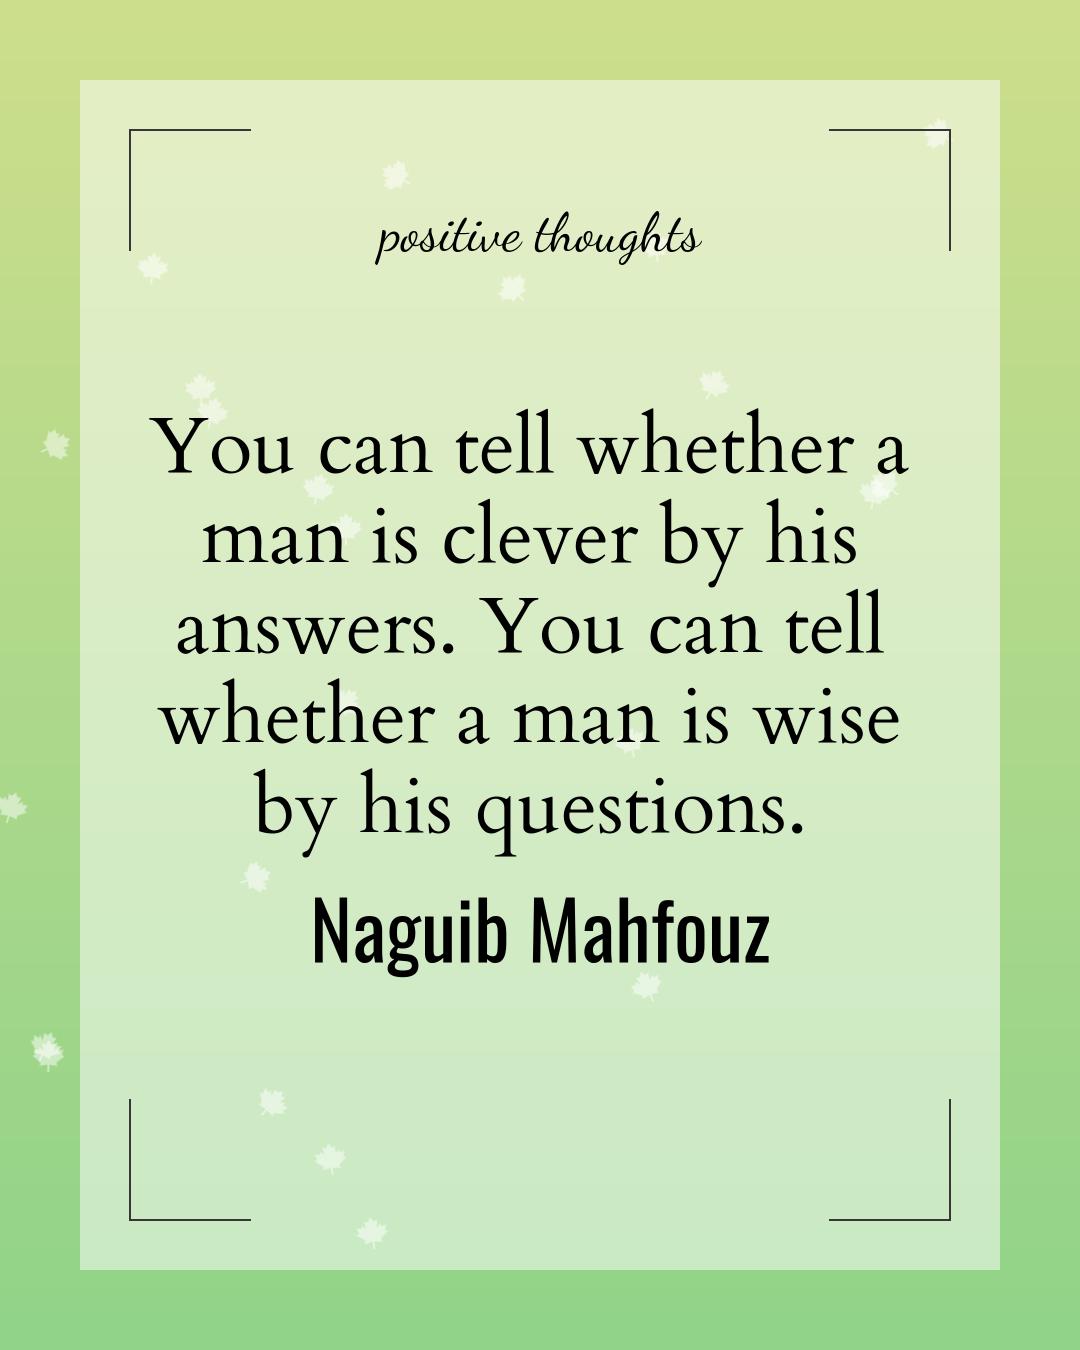 positive thoughts
You can tell whether a
man is clever by his
answers. You can tell
whether a man is wise
by his questions.
Naguib Mahfouz